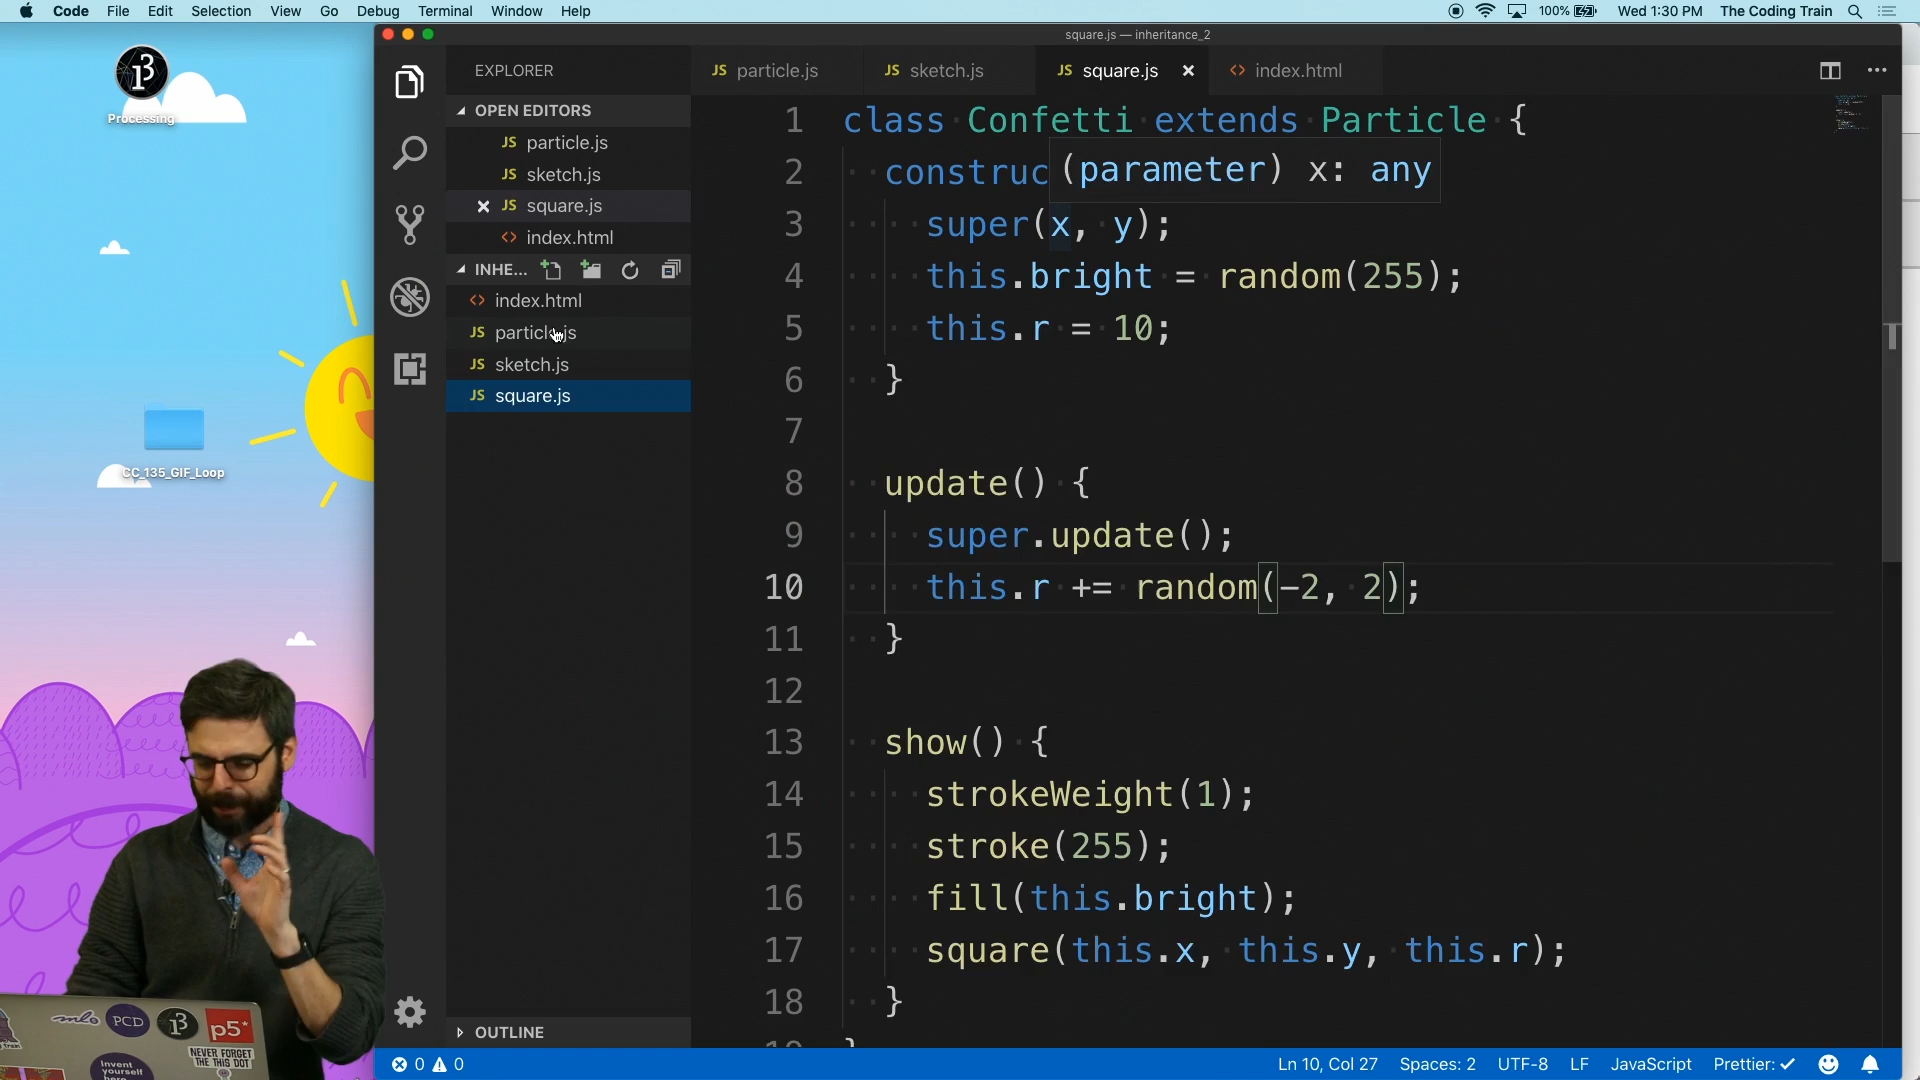 Code File Edit Selection View Go Debug Terminal Window Help 100% Wed 1:30 PM The Coding Train
square.js — inheritance_2
Processing
CC_135_GIF_Loop
EXPLORER
OPEN EDITORS
JS particle.js
JS sketch.js
JS square.js
<> index.html
INHE...
<> index.html
JS particle.js
JS sketch.js
JS square.js
OUTLINE
JS particle.js JS sketch.js JS square.js <> index.html
1 class Confetti extends Particle {
(parameter) x: any
2 construc
3 super(x, y);
4 this.bright = random(255);
5 this.r = 10;
6 }
7
8 update() {
9 super.update();
10 this.r += random(-2, 2);
11 }
12
13 show() {
14 strokeWeight(1);
15 stroke(255);
16 fill(this.bright);
17 square(this.x, this.y, this.r);
18 }
0 0 Ln 10, Col 27 Spaces: 2 UTF-8 LF JavaScript Prettier: ✓
PCD
p5*
NEVER FORGET
THE THIS DOT
Invent
yourself